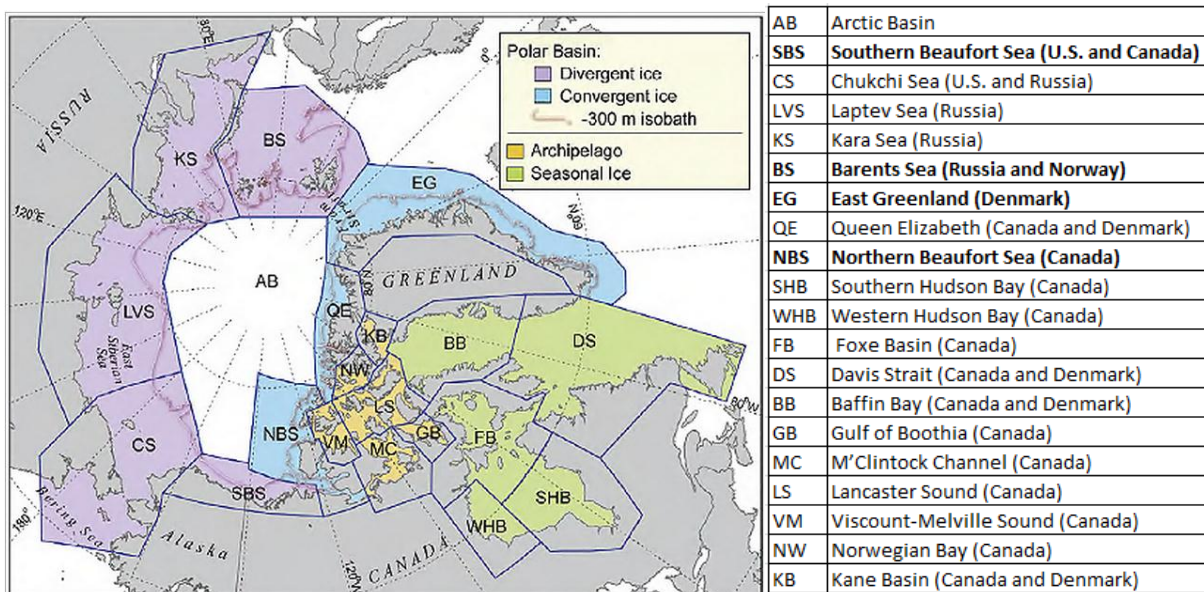 80°E
0°
Polar Basin:
Divergent ice
Convergent ice
-300 m isobath
Archipelago
Seasonal Ice
RUSSIA
KS
BS
EG
Fram
N.09
120°E
GREENLAND
N.08
AB
LVS
QE
East
Siberian
Sea
KB
BB
DS
NW
LS
80°W
NBS
VM
GB
FB
CS
MC
SBS
SHB
WHB
Bering Sea
180°
Alaska
CANADA
120°W
AB Arctic Basin
SBS Southern Beaufort Sea (U.S. and Canada)
CS Chukchi Sea (U.S. and Russia)
LVS Laptev Sea (Russia)
KS Kara Sea (Russia)
BS Barents Sea (Russia and Norway)
EG East Greenland (Denmark)
QE Queen Elizabeth (Canada and Denmark)
NBS Northern Beaufort Sea (Canada)
SHB Southern Hudson Bay (Canada)
WHB Western Hudson Bay (Canada)
FB Foxe Basin (Canada)
DS Davis Strait (Canada and Denmark)
BB Baffin Bay (Canada and Denmark)
GB Gulf of Boothia (Canada)
MC M'Clintock Channel (Canada)
LS Lancaster Sound (Canada)
VM Viscount-Melville Sound (Canada)
NW Norwegian Bay (Canada)
KB Kane Basin (Canada and Denmark)